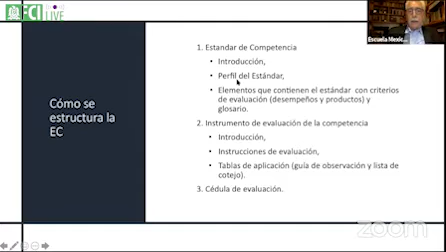 FCI
LIVE
Escuela Mexic
Cómo se
estructura la
EC
1. Estandar de Competencia
• Introducción,
• Perfil del Estándar,
• Elementos que contienen el estándar con criterios
de evaluación (desempeños y productos) y
glosario.
2. Instrumento de evaluación de la competencia
• Introducción,
• Instrucciones de evaluación,
• Tablas de aplicación (guía de observación y lista de
cotejo).
3. Cédula de evaluación.
zoom